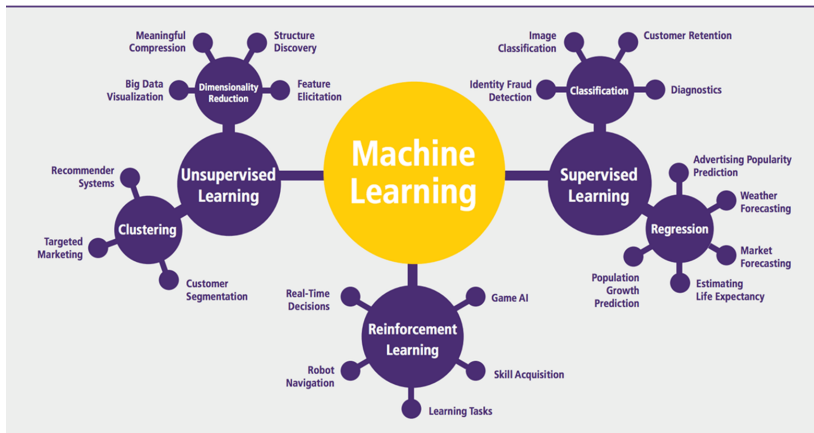 Machine
Learning
Unsupervised
Learning
Dimensionality
Reduction
Meaningful
Compression
Structure
Discovery
Big Data
Visualization
Feature
Elicitation
Clustering
Recommender
Systems
Targeted
Marketing
Customer
Segmentation
Supervised
Learning
Classification
Image
Classification
Customer Retention
Identity Fraud
Detection
Diagnostics
Regression
Advertising Popularity
Prediction
Weather
Forecasting
Market
Forecasting
Estimating
Life Expectancy
Population
Growth
Prediction
Reinforcement
Learning
Real-Time
Decisions
Game AI
Robot
Navigation
Skill Acquisition
Learning Tasks